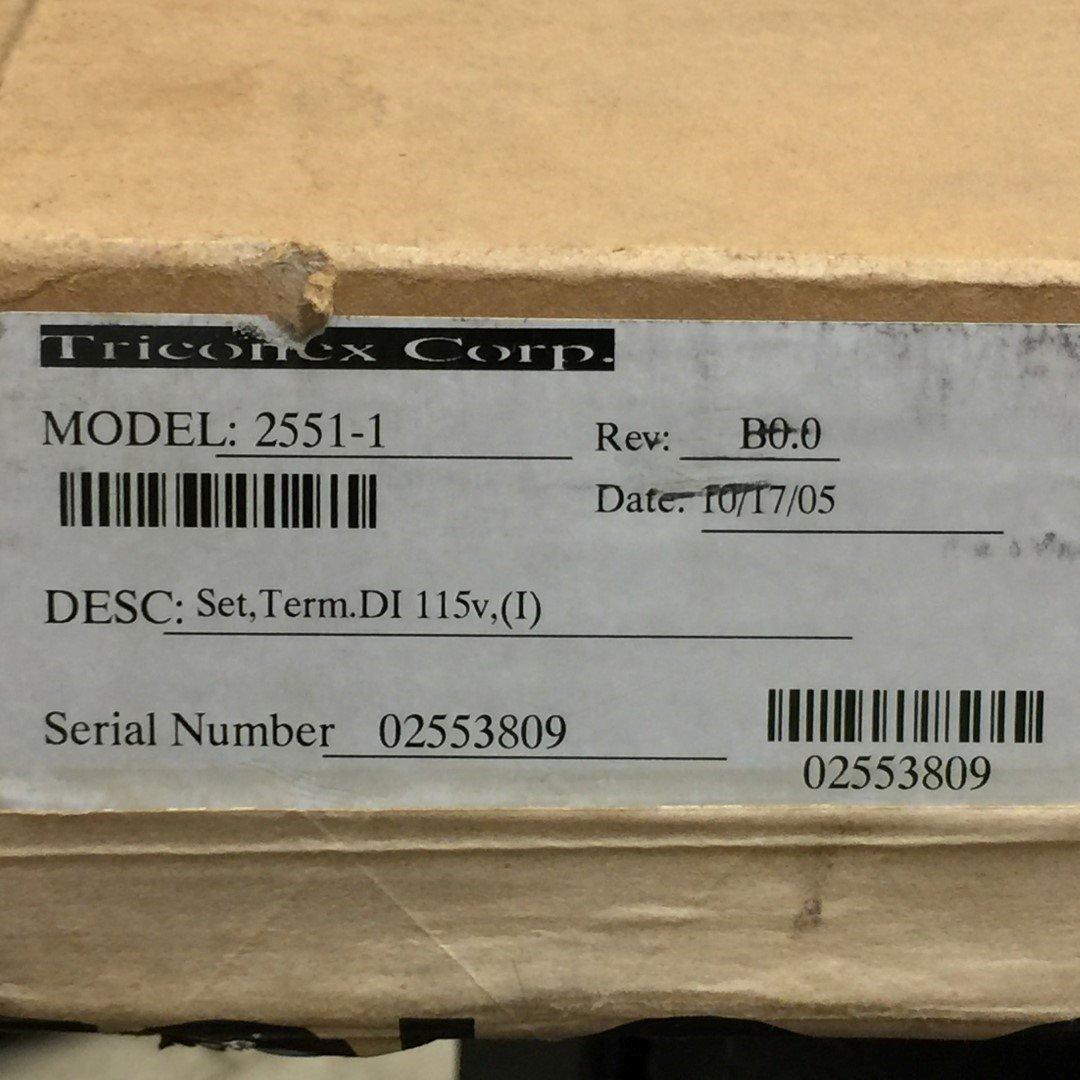 Triconex Corp.
MODEL: 2551-1
Rev: B0.0
Date: 10/17/05
DESC: Set,Term.DI 115v,(I)
Serial Number 02553809
02553809